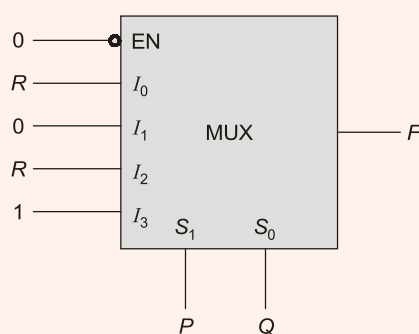 0 EN
R I₀
0 I₁
MUX F
R I₂
1 I₃
S₁ S₀
P Q